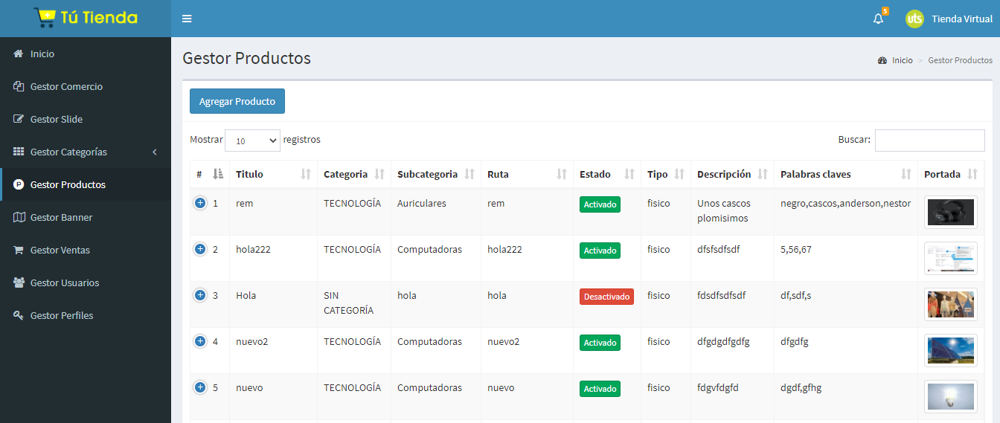 Tú Tienda
5
uts
Tienda Virtual
Inicio
Gestor Comercio
Gestor Slide
Gestor Categorías
Gestor Productos
Gestor Banner
Gestor Ventas
Gestor Usuarios
Gestor Perfiles
Gestor Productos
Inicio > Gestor Productos
Agregar Producto
Mostrar 10 registros
Buscar:
# Titulo Categoria Subcategoria Ruta Estado Tipo Descripción Palabras claves Portada
1 rem TECNOLOGÍA Auriculares rem Activado fisico Unos cascos negro,cascos,anderson,nestor
plomisimos
2 hola222 TECNOLOGÍA Computadoras hola222 Activado fisico dfsfsdfsdf 5,56,67
3 Hola SIN hola hola Desactivado fisico fdsdfsdfsdf df,sdf,s
CATEGORÍA
4 nuevo2 TECNOLOGÍA Computadoras nuevo2 Activado fisico dfgdgdfgdfg dfgdfg
5 nuevo TECNOLOGÍA Computadoras nuevo Activado fisico fdgvfdgfd dgdf,gfhg